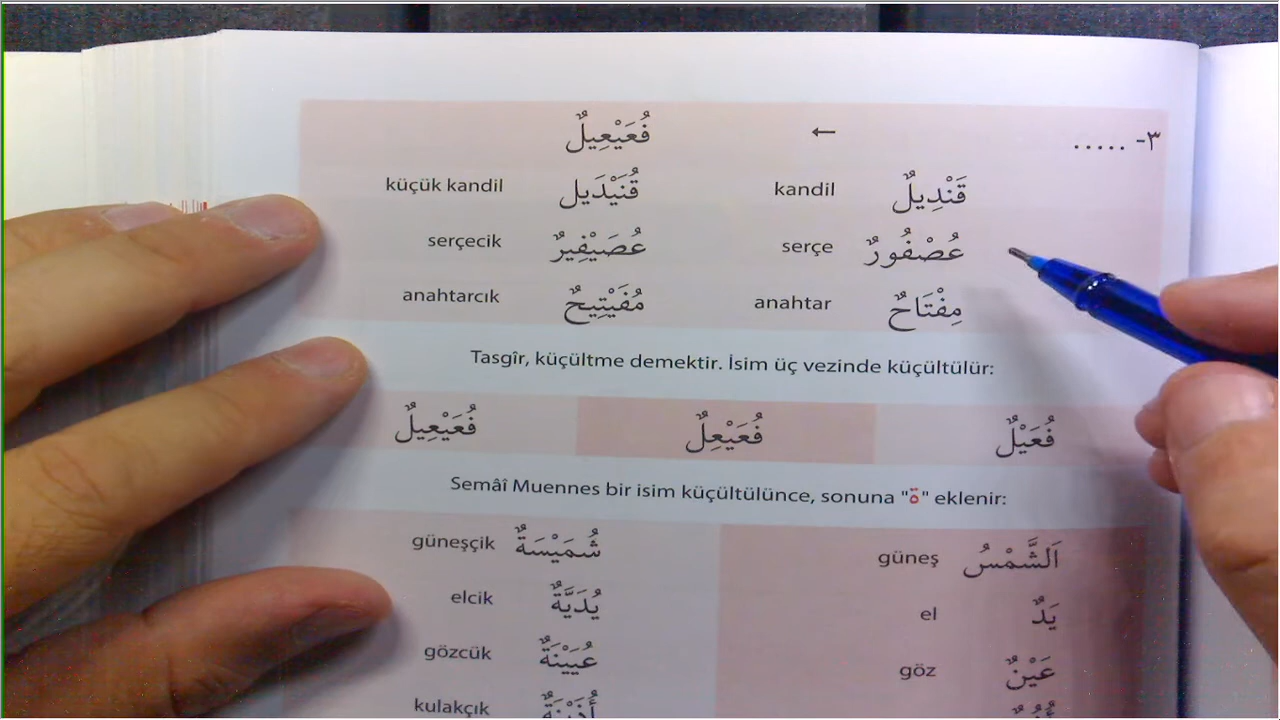 ٣- ..... ← فُعَيْعِيلٌ
قَنْدِيلٌ kandil قُنَيْدَيل küçük kandil
عُصْفُورٌ serçe عُصَيْفِيرٌ serçecik
مِفْتَاحٌ anahtar مُفَيْتِيحٌ anahtarcık
Tasgîr, küçültme demektir. İsim üç vezinde küçültülür:
فُعَيْلٌ فُعَيْعِلٌ فُعَيْعِيلٌ
Semâî Muennes bir isim küçültülünce, sonuna "ة" eklenir:
اَلشَّمْسُ güneş شُمَيْسَةٌ güneşçik
يَدٌ el يُدَيَّةٌ elcik
عَيْنٌ göz عُيَيْنَةٌ gözcük
kulakçık